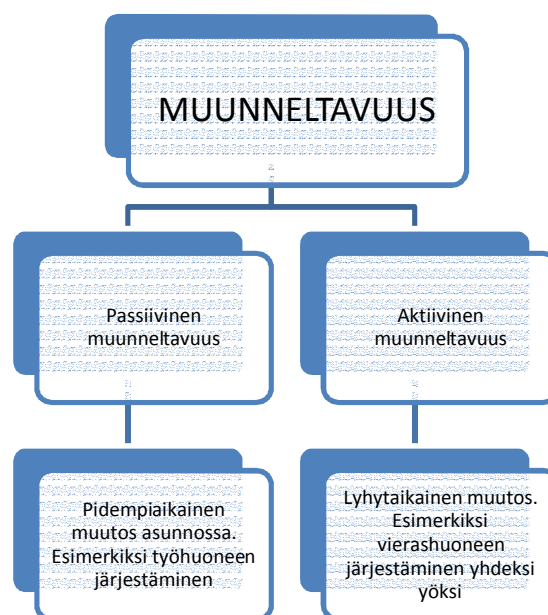 MUUNNELTAVUUS
Passiivinen
muunneltavuus
Aktiivinen
muunneltavuus
Pidempiaikainen
muutos asunnossa.
Esimerkiksi työhuoneen
järjestäminen
Lyhytaikainen muutos.
Esimerkiksi
vierashuoneen
järjestäminen yhdeksi
yöksi